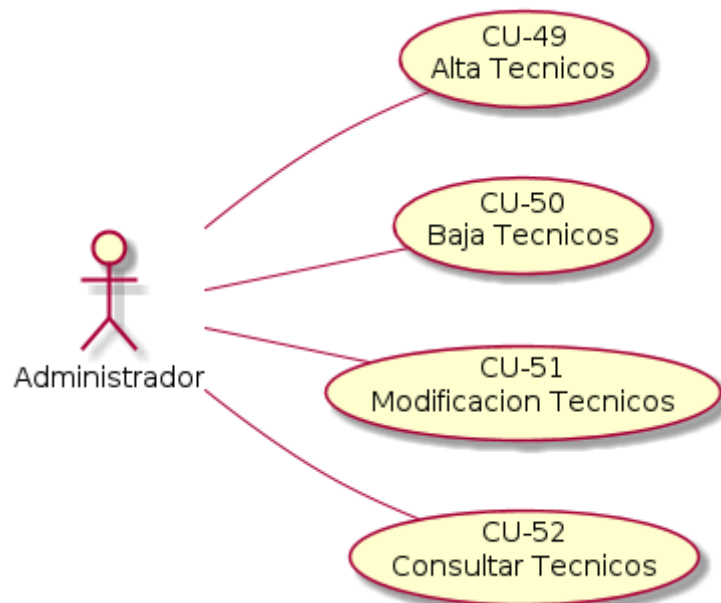 CU-49
Alta Tecnicos
CU-50
Baja Tecnicos
Administrador
CU-51
Modificacion Tecnicos
CU-52
Consultar Tecnicos